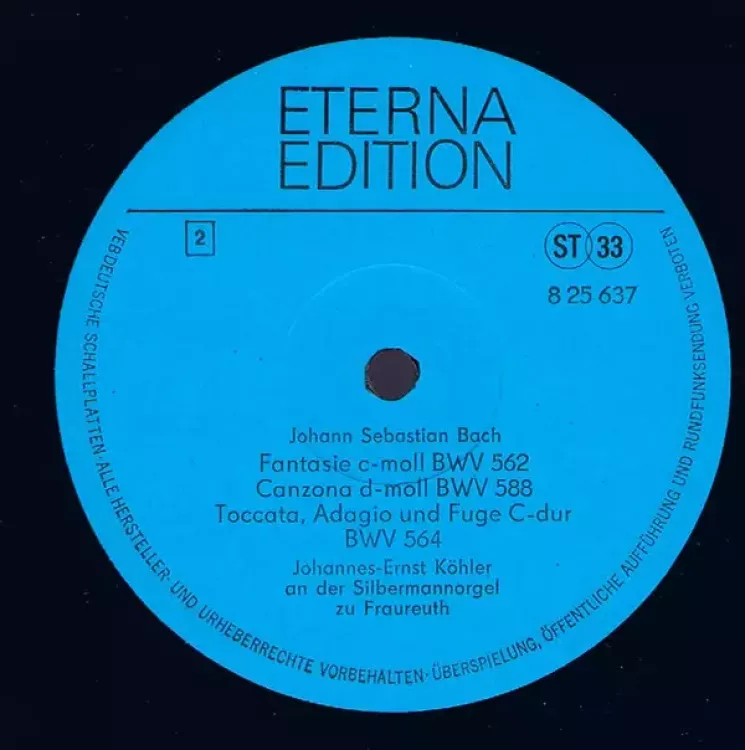 ETERNA
EDITION
2
ST 33
8 25 637
Johann Sebastian Bach
Fantasie c-moll BWV 562
Canzona d-moll BWV 588
Toccata, Adagio und Fuge C-dur
BWV 564
Johannes-Ernst Köhler
an der Silbermannorgel
zu Fraureuth
VEB DEUTSCHE SCHALLPLATTEN · ALLE HERSTELLER- UND URHEBERRECHTE VORBEHALTEN · ÜBERSPIELUNG, ÖFFENTLICHE AUFFÜHRUNG UND RUNDFUNKSENDUNG VERBOTEN